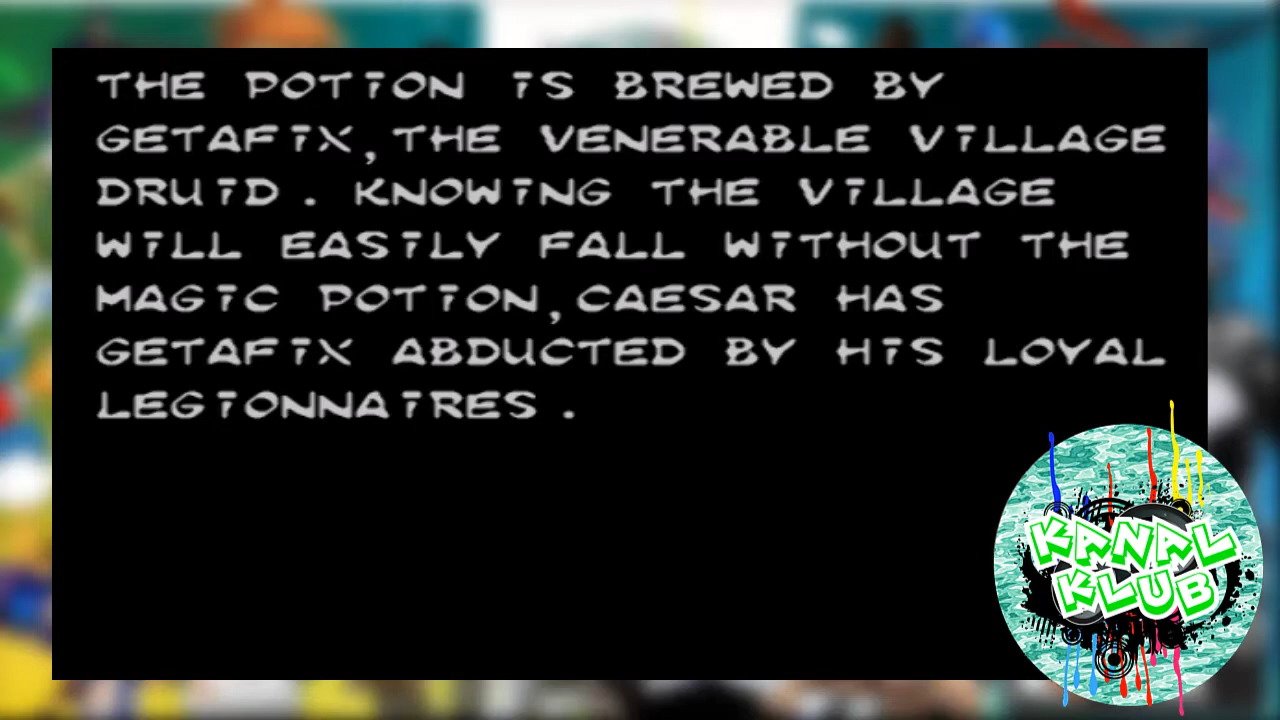 THE POTION IS BREWED BY
GETAFIX, THE VENERABLE VILLAGE
DRUID. KNOWING THE VILLAGE
WILL EASILY FALL WITHOUT THE
MAGIC POTION, CAESAR HAS
GETAFIX ABDUCTED BY HIS LOYAL
LEGIONNAIRES.
KANAL
KLUB